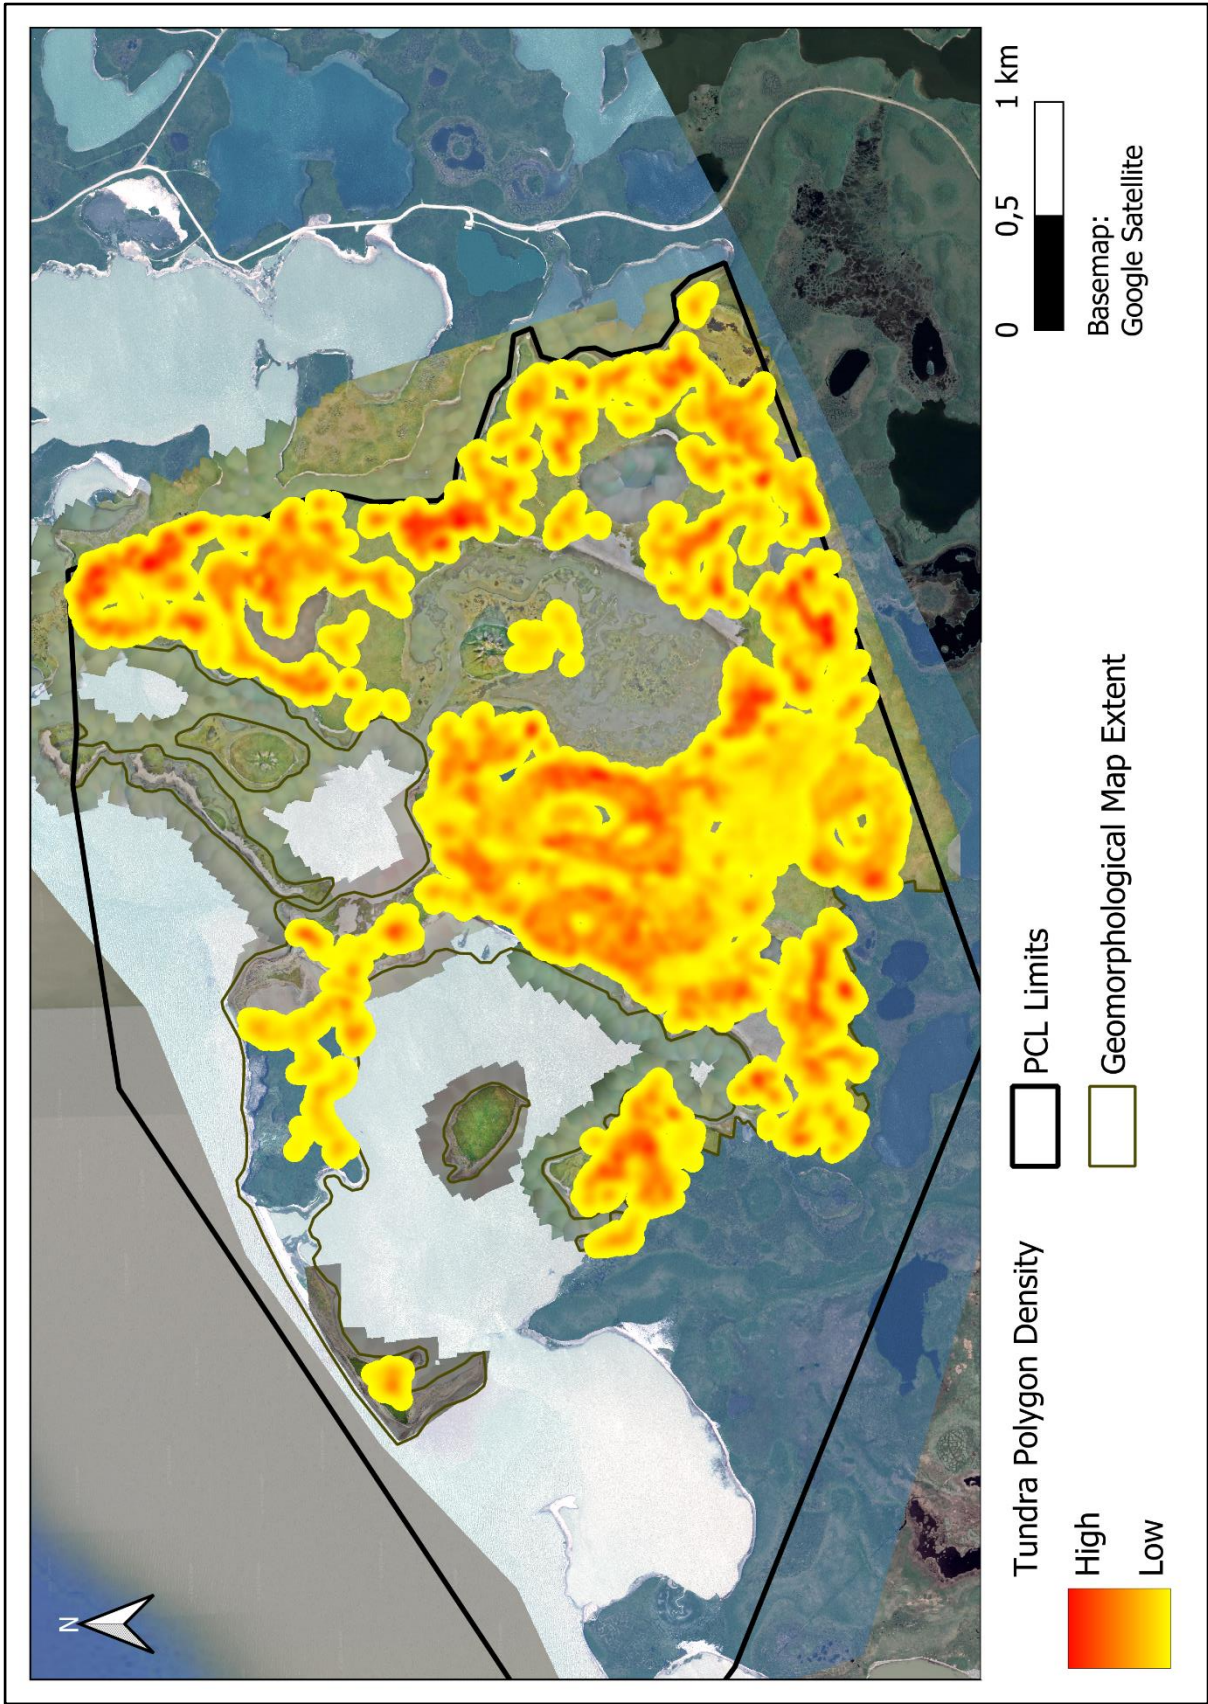 N
Tundra Polygon Density
High
Low
PCL Limits
Geomorphological Map Extent
0 0,5 1 km
Basemap:
Google Satellite